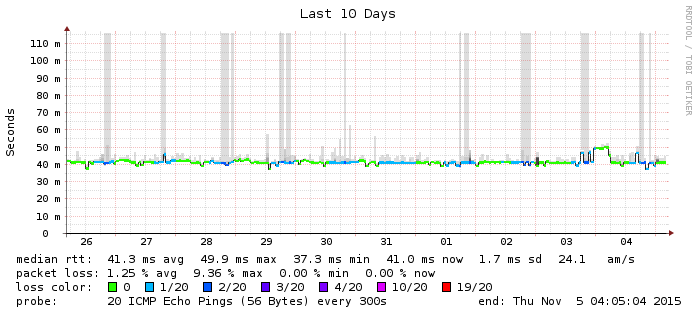 Last 10 Days
RRDTOOL / TOBI OETIKER
Seconds
110 m
100 m
90 m
80 m
70 m
60 m
50 m
40 m
30 m
20 m
10 m
0
26 27 28 29 30 31 01 02 03 04
median rtt: 41.3 ms avg 49.9 ms max 37.3 ms min 41.0 ms now 1.7 ms sd 24.1 am/s
packet loss: 1.25 % avg 9.36 % max 0.00 % min 0.00 % now
loss color: 0 1/20 2/20 3/20 4/20 10/20 19/20
probe: 20 ICMP Echo Pings (56 Bytes) every 300s end: Thu Nov 5 04:05:04 2015